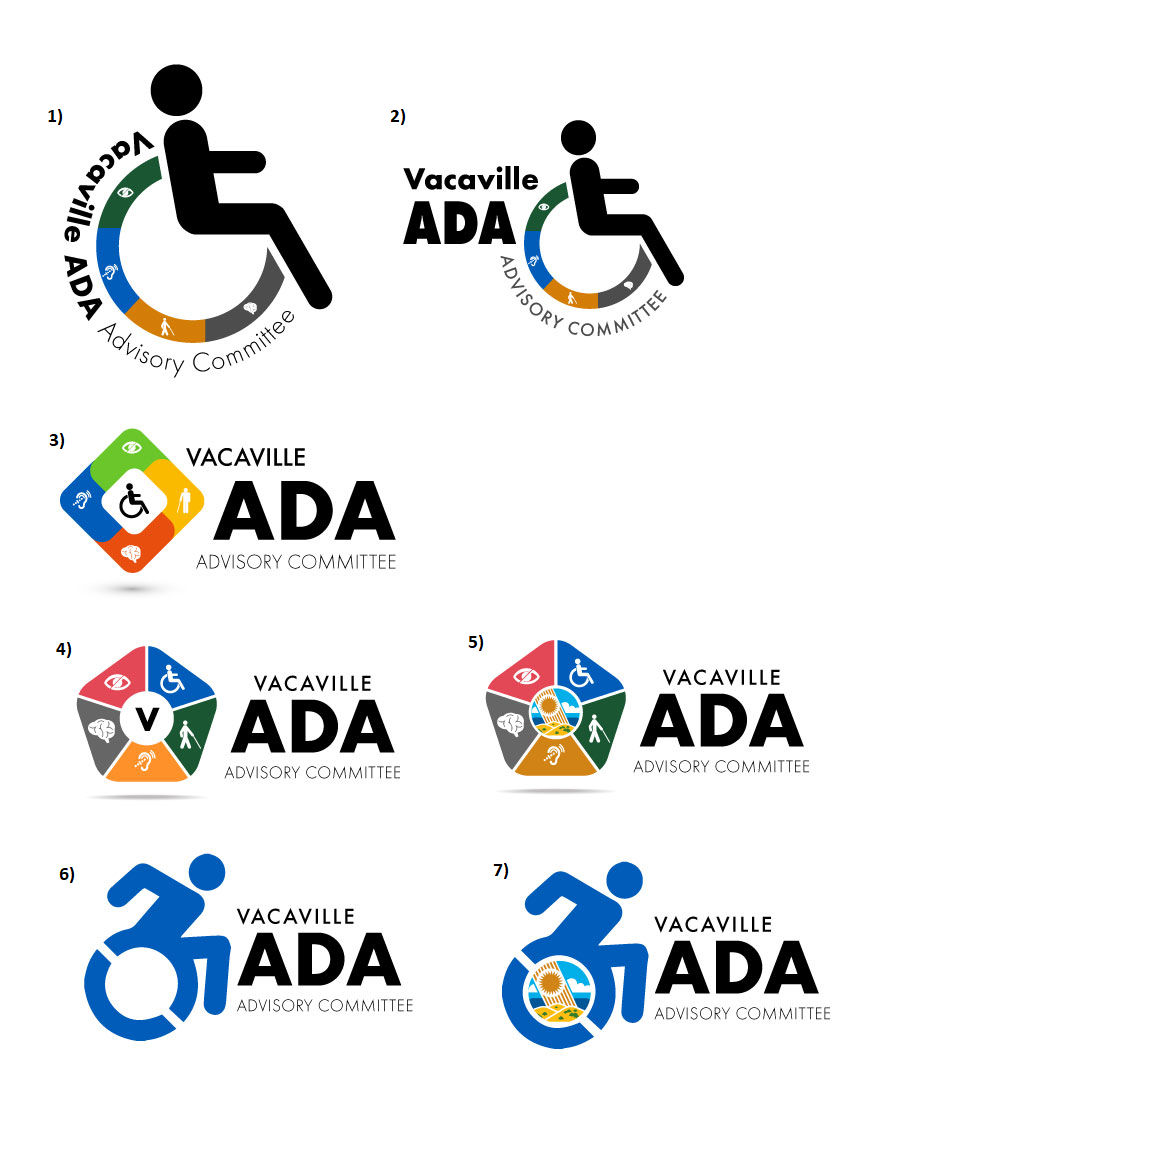 1)
Vacaville ADA Advisory Committee
2)
Vacaville
ADA
ADVISORY COMMITTEE
3)
VACAVILLE
ADA
ADVISORY COMMITTEE
4)
V
VACAVILLE
ADA
ADVISORY COMMITTEE
5)
VACAVILLE
ADA
ADVISORY COMMITTEE
6)
VACAVILLE
ADA
ADVISORY COMMITTEE
7)
VACAVILLE
ADA
ADVISORY COMMITTEE